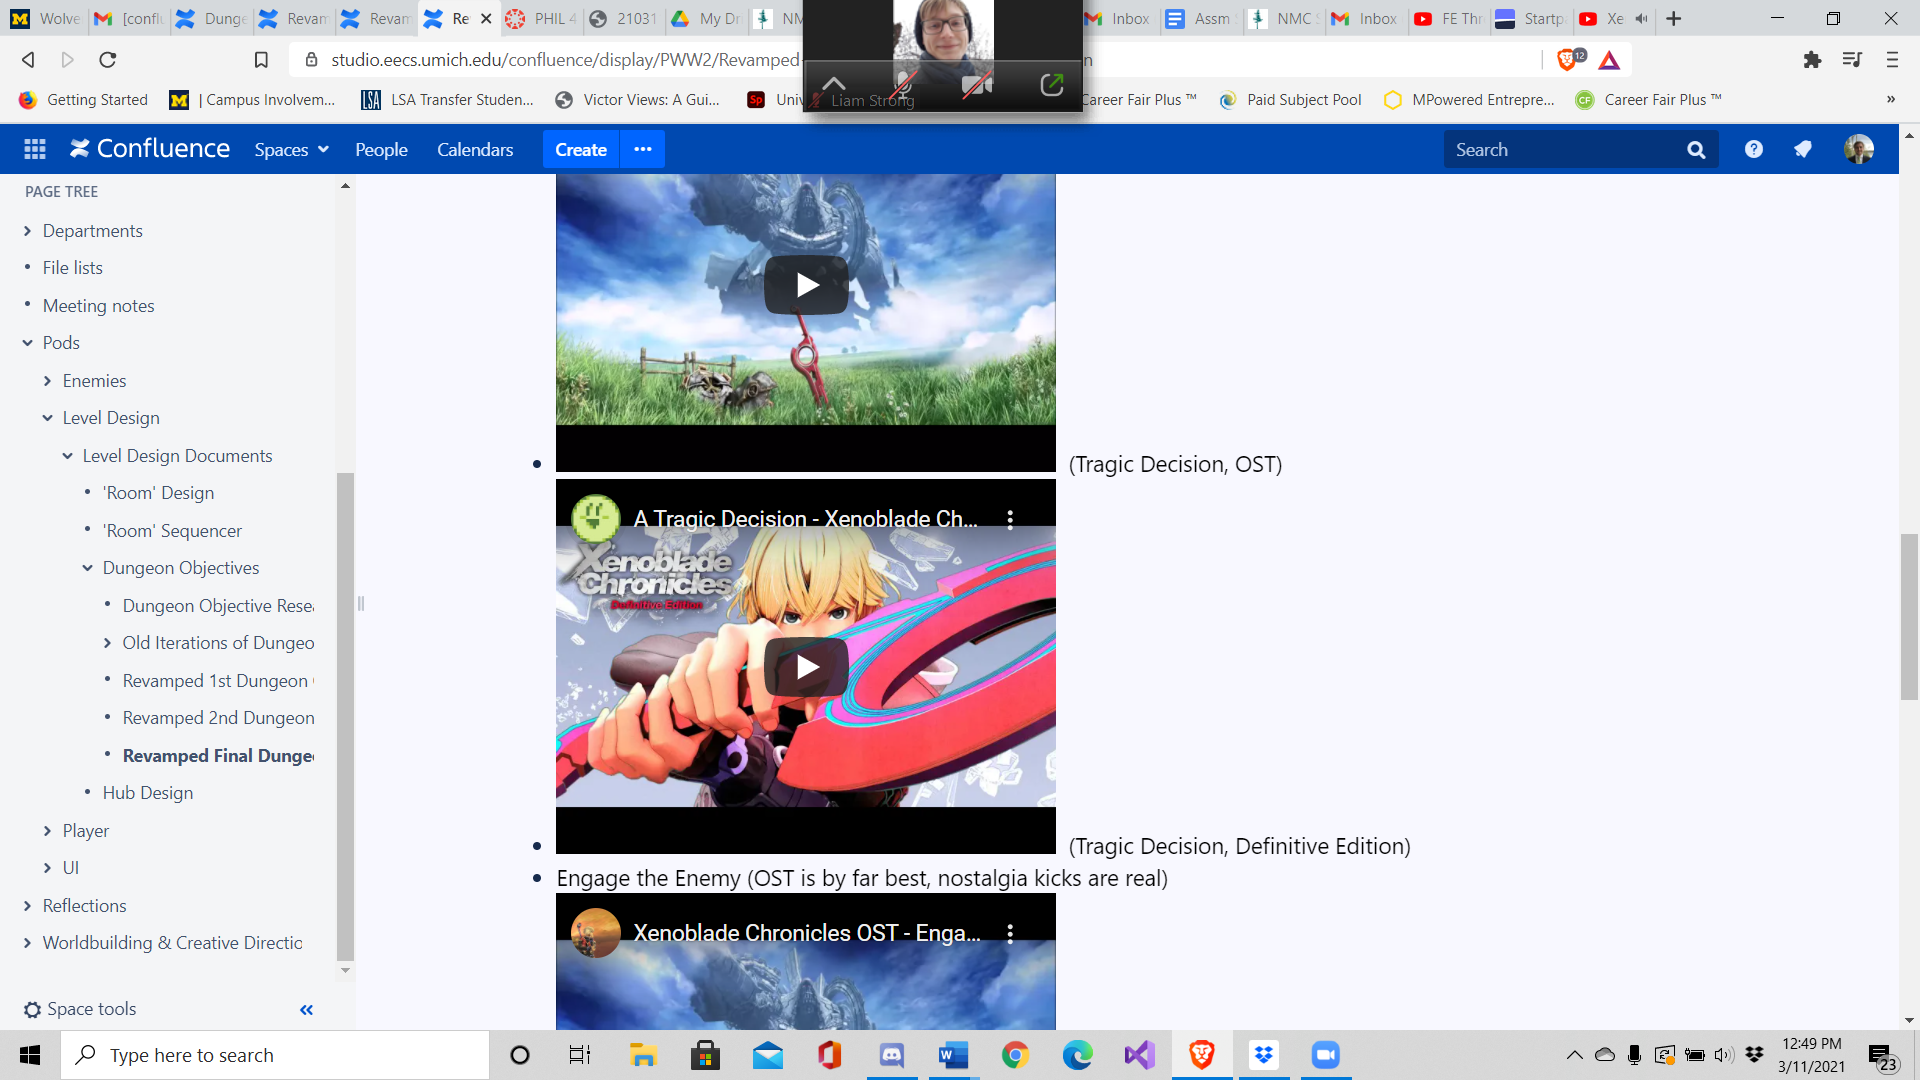 Wolve
[conflu
Dunge
Revam
Revam
Re
PHIL 4
21031
My Dr
NM
Inbox
Assm
NMC S
Inbox
FE Thr
Startp
Xe
studio.eecs.umich.edu/confluence/display/PWW2/Revamped
n
12
Getting Started
| Campus Involvem...
LSA Transfer Studen...
Victor Views: A Gui...
Univ
Career Fair Plus ™
Paid Subject Pool
MPowered Entrepre...
Career Fair Plus ™
»
Liam Strong
Confluence
Spaces
People
Calendars
Create
Search
PAGE TREE
Departments
File lists
Meeting notes
Pods
Enemies
Level Design
Level Design Documents
'Room' Design
'Room' Sequencer
Dungeon Objectives
Dungeon Objective Rese
Old Iterations of Dungeo
Revamped 1st Dungeon
Revamped 2nd Dungeon
Revamped Final Dunge
Hub Design
Player
UI
Reflections
Worldbuilding & Creative Directio
Space tools
(Tragic Decision, OST)
A Tragic Decision - Xenoblade Ch...
Xenoblade
Chronicles
Definitive Edition
(Tragic Decision, Definitive Edition)
Engage the Enemy (OST is by far best, nostalgia kicks are real)
Xenoblade Chronicles OST - Enga...
Type here to search
12:49 PM
3/11/2021
23